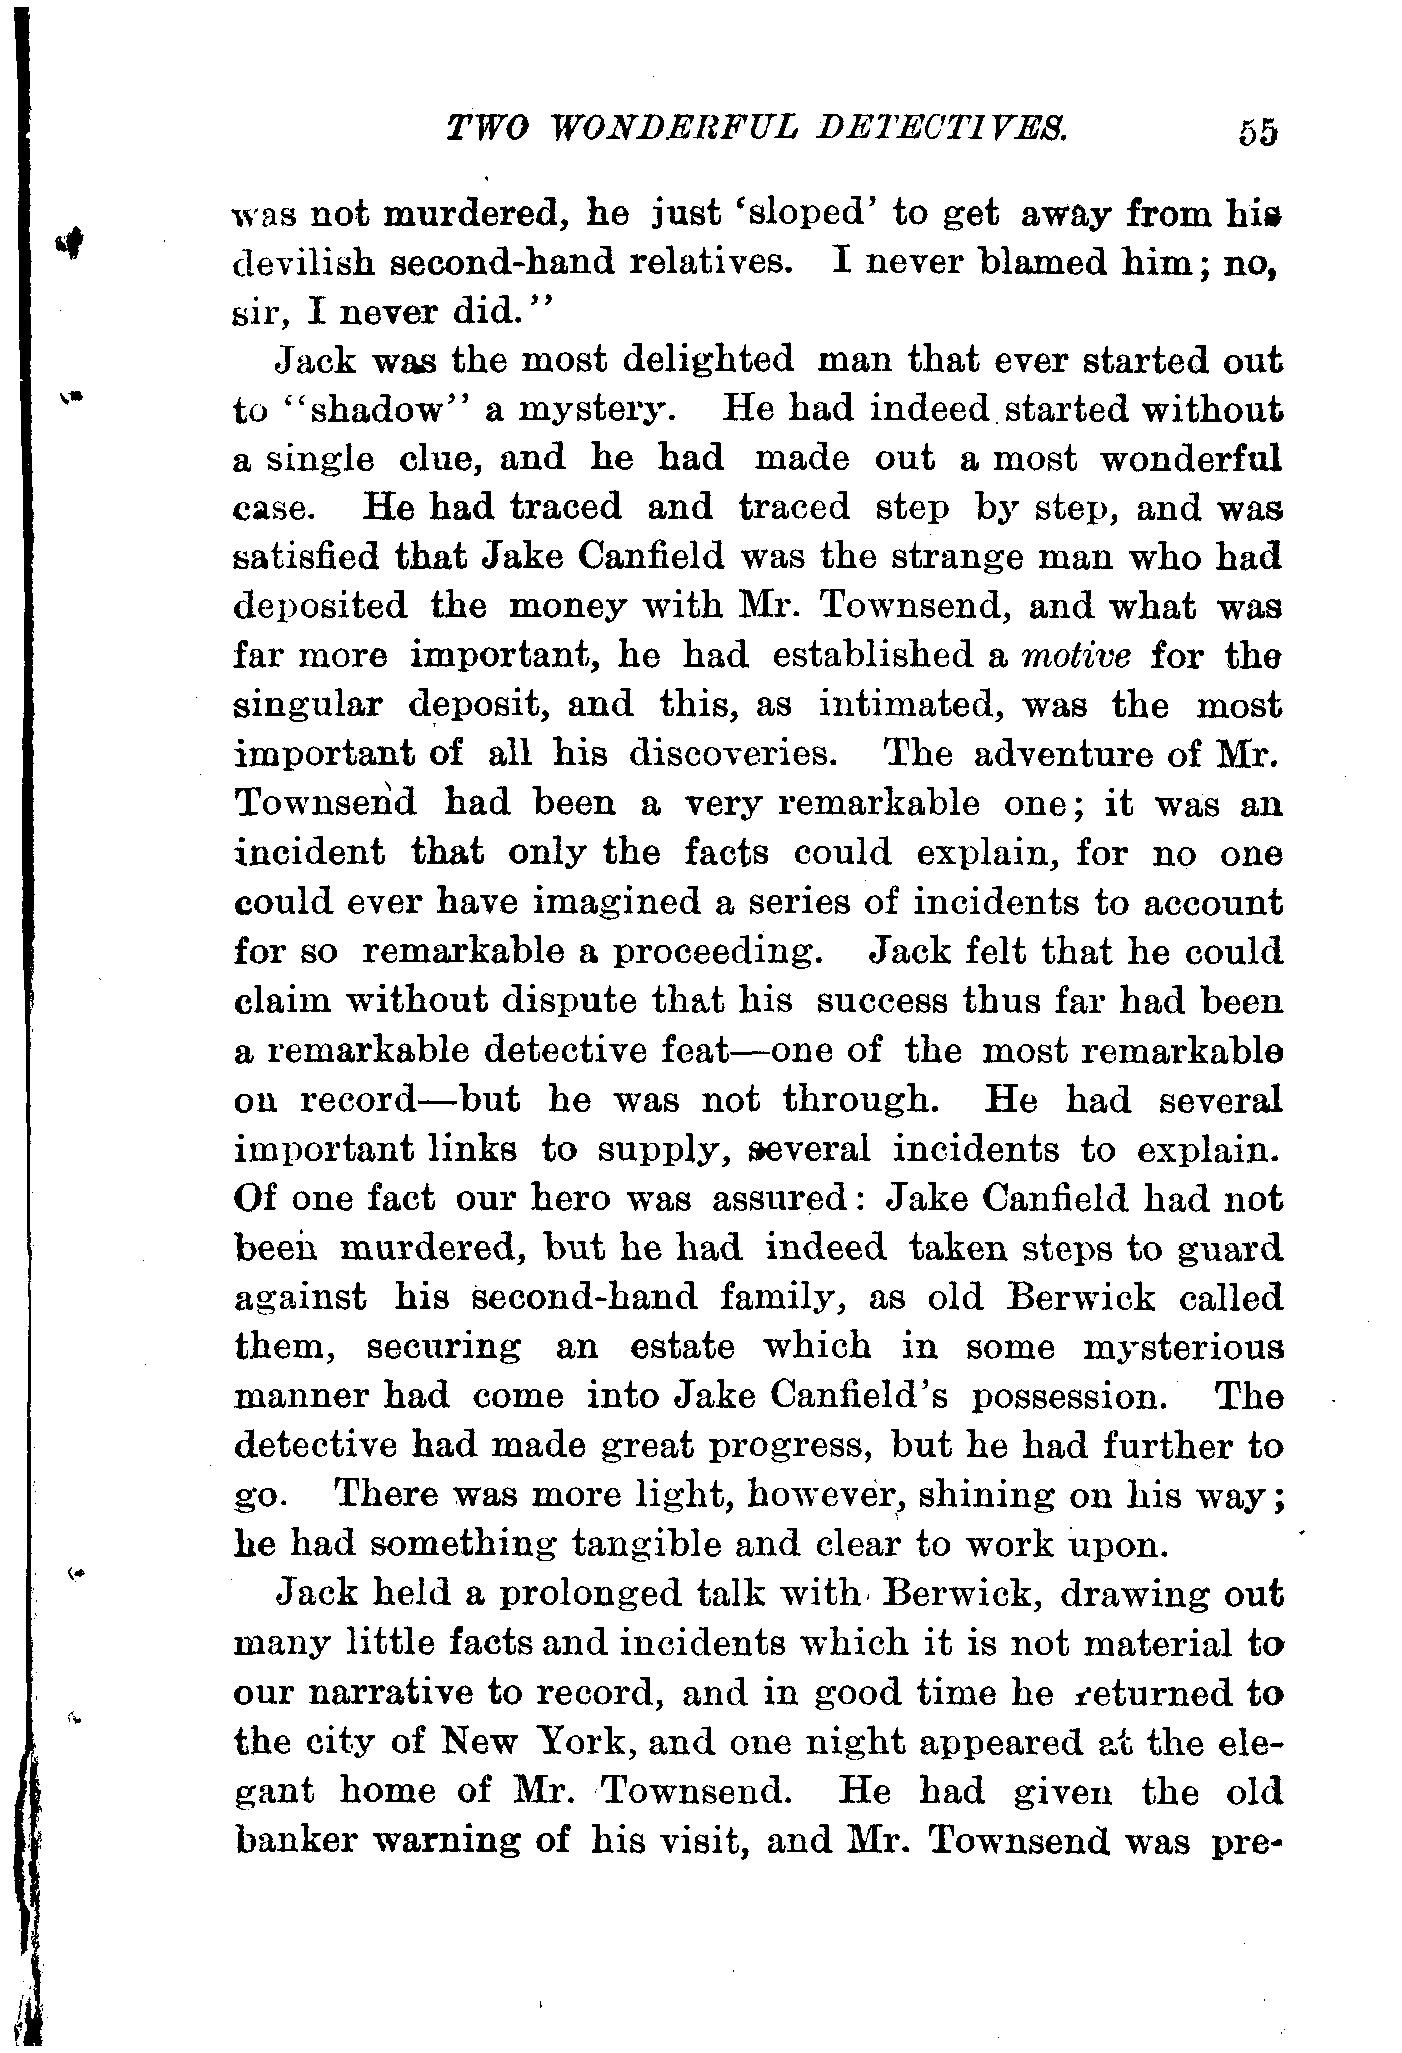 TWO WONDERFUL DETECTIVES. 55
was not murdered, he just ‘sloped’ to get away from his
devilish second-hand relatives. I never blamed him; no,
sir, I never did.”
Jack was the most delighted man that ever started out
to “shadow” a mystery. He had indeed started without
a single clue, and he had made out a most wonderful
case. He had traced and traced step by step, and was
satisfied that Jake Canfield was the strange man who had
deposited the money with Mr. Townsend, and what was
far more important, he had established a motive for the
singular deposit, and this, as intimated, was the most
important of all his discoveries. The adventure of Mr.
Townsend had been a very remarkable one; it was an
incident that only the facts could explain, for no one
could ever have imagined a series of incidents to account
for so remarkable a proceeding. Jack felt that he could
claim without dispute that his success thus far had been
a remarkable detective feat—one of the most remarkable
on record—but he was not through. He had several
important links to supply, several incidents to explain.
Of one fact our hero was assured: Jake Canfield had not
been murdered, but he had indeed taken steps to guard
against his second-hand family, as old Berwick called
them, securing an estate which in some mysterious
manner had come into Jake Canfield’s possession. The
detective had made great progress, but he had further to
go. There was more light, however, shining on his way;
he had something tangible and clear to work upon.
Jack held a prolonged talk with Berwick, drawing out
many little facts and incidents which it is not material to
our narrative to record, and in good time he returned to
the city of New York, and one night appeared at the ele-
gant home of Mr. Townsend. He had given the old
banker warning of his visit, and Mr. Townsend was pre-